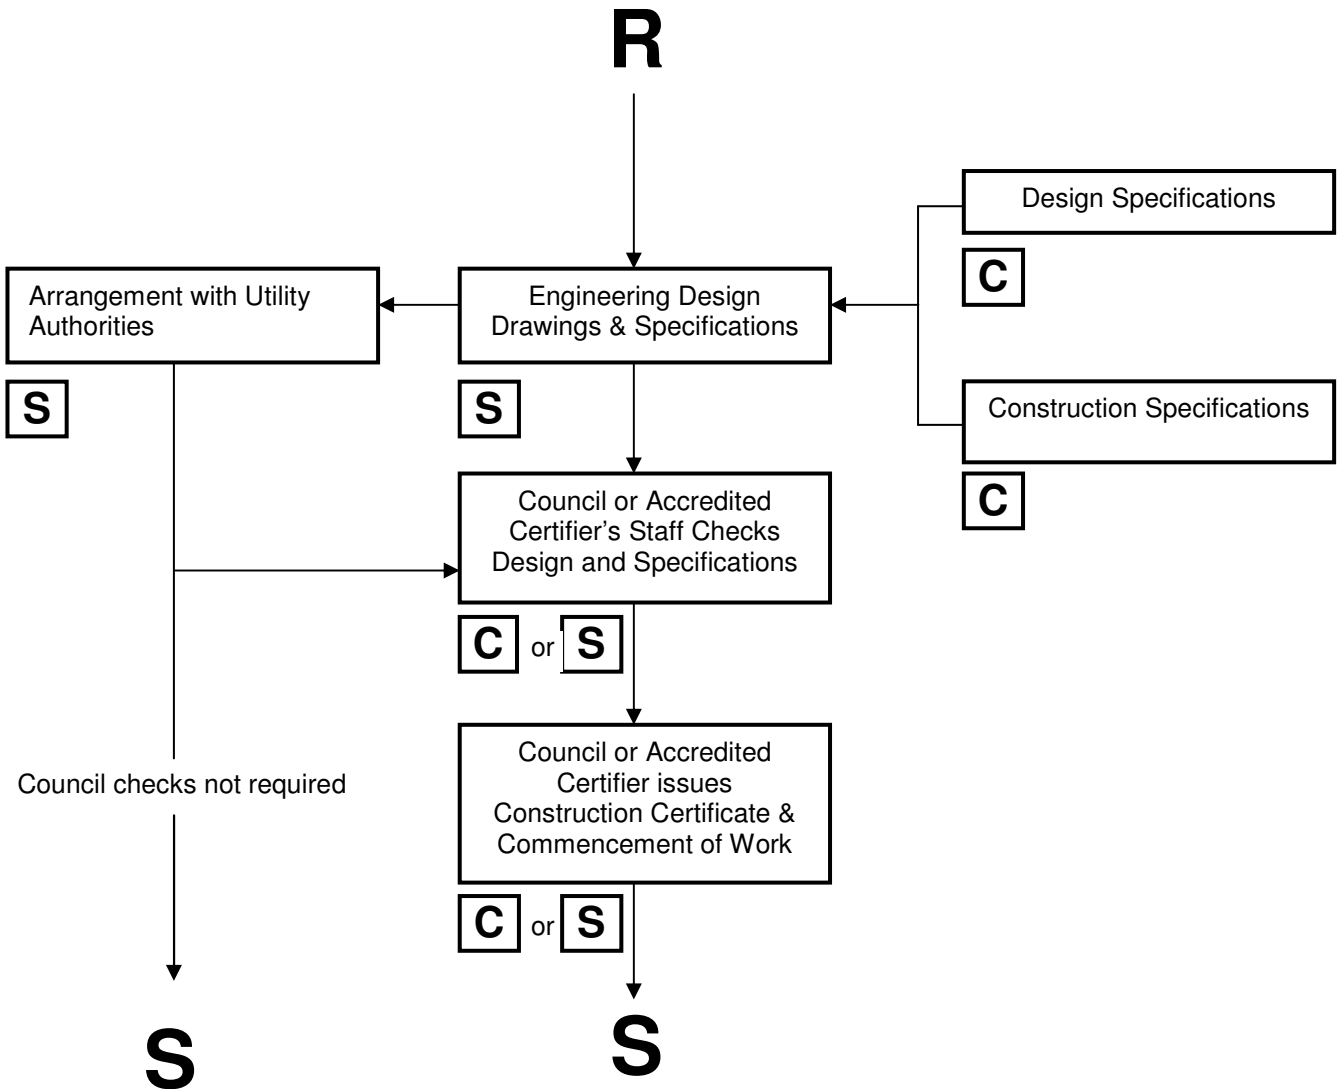 R
Design Specifications
C
Arrangement with Utility
Authorities
S
Engineering Design
Drawings & Specifications
S
Construction Specifications
C
Council or Accredited
Certifier’s Staff Checks
Design and Specifications
C or S
Council checks not required
Council or Accredited
Certifier issues
Construction Certificate &
Commencement of Work
C or S
S
S